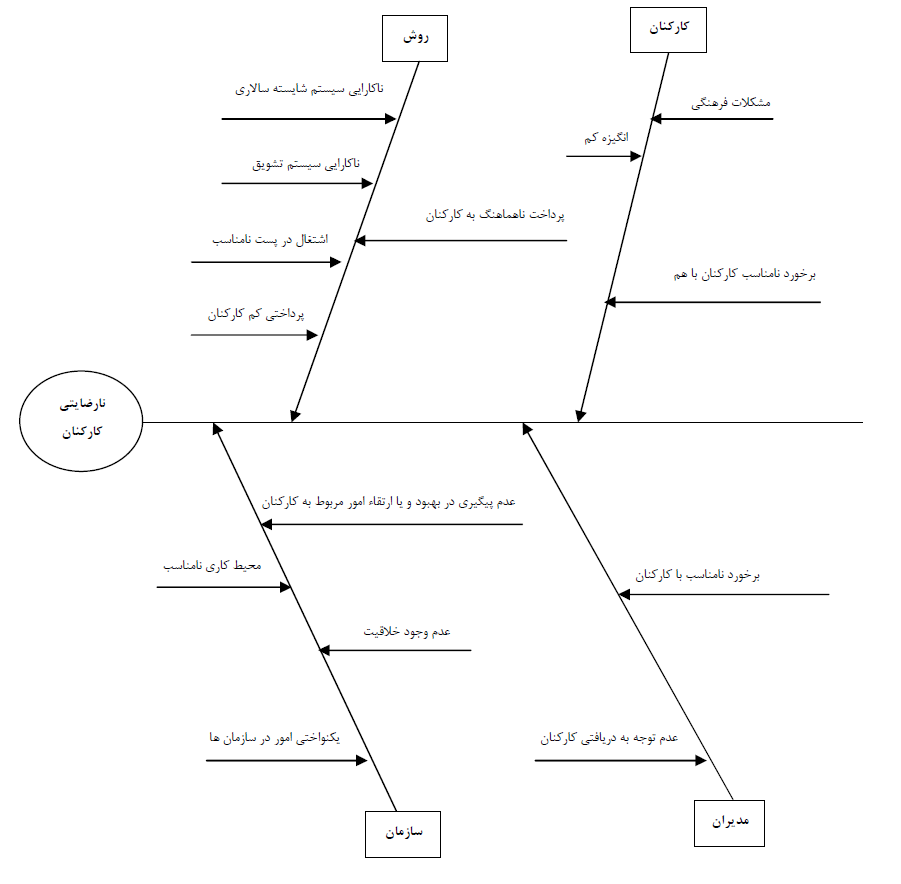 کارکنان
روش
ناکارایی سیستم شایسته سالاری
مشکلات فرهنگی
انگیزه کم
ناکارایی سیستم تشویق
پرداخت ناهماهنگ به کارکنان
اشتغال در پست نامناسب
برخورد نامناسب کارکنان با هم
پرداختی کم کارکنان
نارضایتی
کارکنان
عدم پیگیری در بهبود و یا ارتقاء امور مربوط به کارکنان
محیط کاری نامناسب
برخورد نامناسب با کارکنان
عدم وجود خلاقیت
یکنواختی امور در سازمان ها
عدم توجه به دریافتی کارکنان
مدیران
سازمان